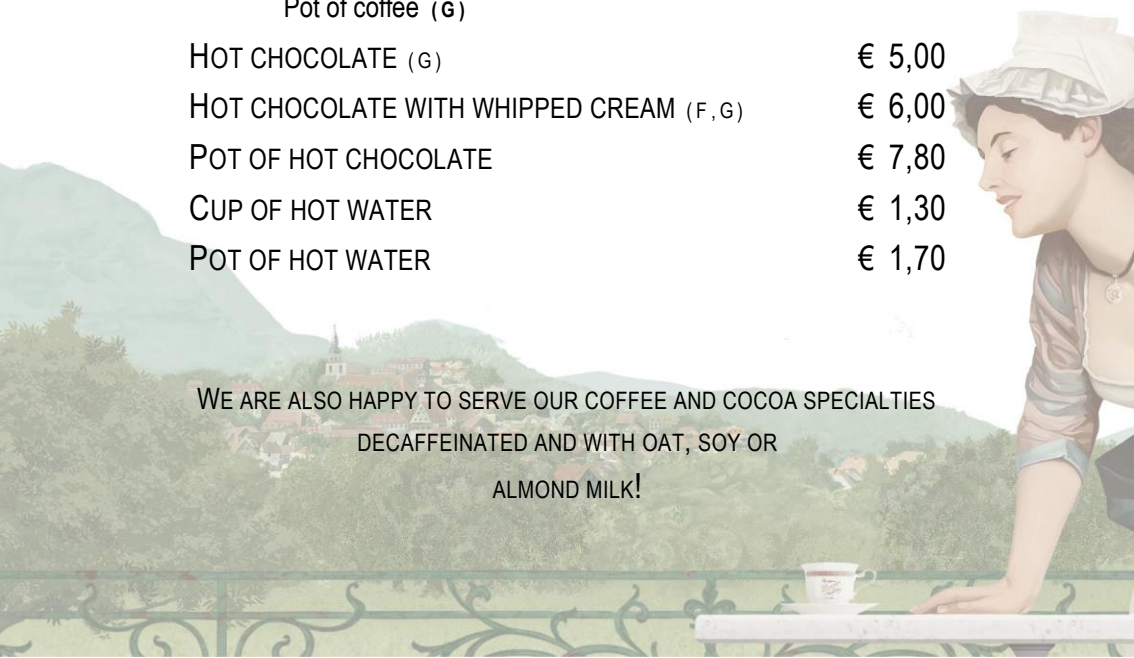 Pot of coffee (G)
HOT CHOCOLATE (G) € 5,00
HOT CHOCOLATE WITH WHIPPED CREAM (F,G) € 6,00
POT OF HOT CHOCOLATE € 7,80
CUP OF HOT WATER € 1,30
POT OF HOT WATER € 1,70
WE ARE ALSO HAPPY TO SERVE OUR COFFEE AND COCOA SPECIALTIES
DECAFFEINATED AND WITH OAT, SOY OR
ALMOND MILK!